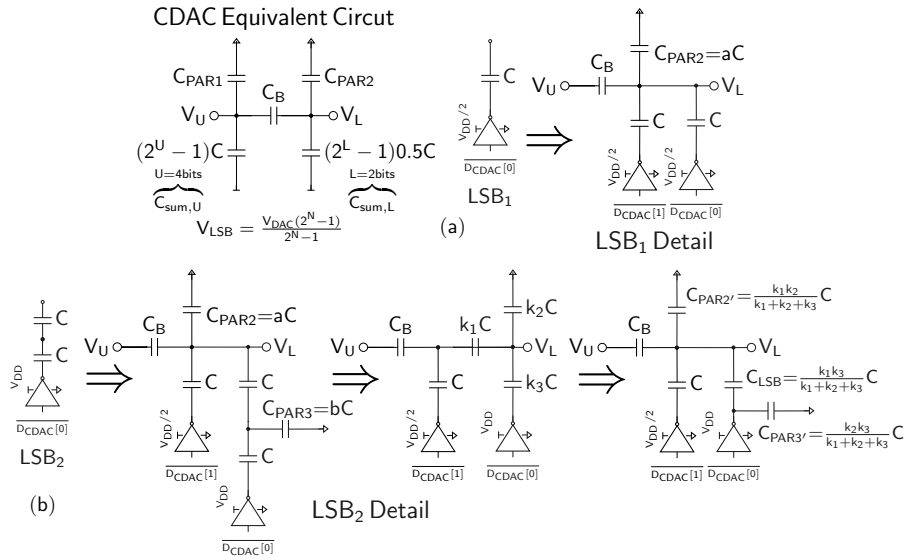 CDAC Equivalent Circut
C_PAR1
C_PAR2
C_B
V_U
V_L
(2^U − 1)C
(2^L − 1)0.5C
U=4bits
L=2bits
C_sum,U
C_sum,L
V_LSB = V_DAC(2^N−1) / 2^N−1
C
V_DD/2
D_CDAC[0]
LSB_1
(a)
C_PAR2=aC
C_B
V_U
V_L
C
C
V_DD/2
V_DD/2
D_CDAC[1]
D_CDAC[0]
LSB_1 Detail
C
C
V_DD
D_CDAC[0]
LSB_2
(b)
C_PAR2=aC
C_B
V_U
V_L
C
C
C_PAR3=bC
V_DD/2
D_CDAC[1]
C
V_DD
D_CDAC[0]
LSB_2 Detail
k_2C
C_B
k_1C
V_U
V_L
C
k_3C
V_DD/2
V_DD
D_CDAC[1]
D_CDAC[0]
C_PAR2′ = k_1k_2 / k_1+k_2+k_3 C
C_B
V_U
V_L
C
C_LSB = k_1k_3 / k_1+k_2+k_3 C
V_DD/2
V_DD
C_PAR3′ = k_2k_3 / k_1+k_2+k_3 C
D_CDAC[1]
D_CDAC[0]